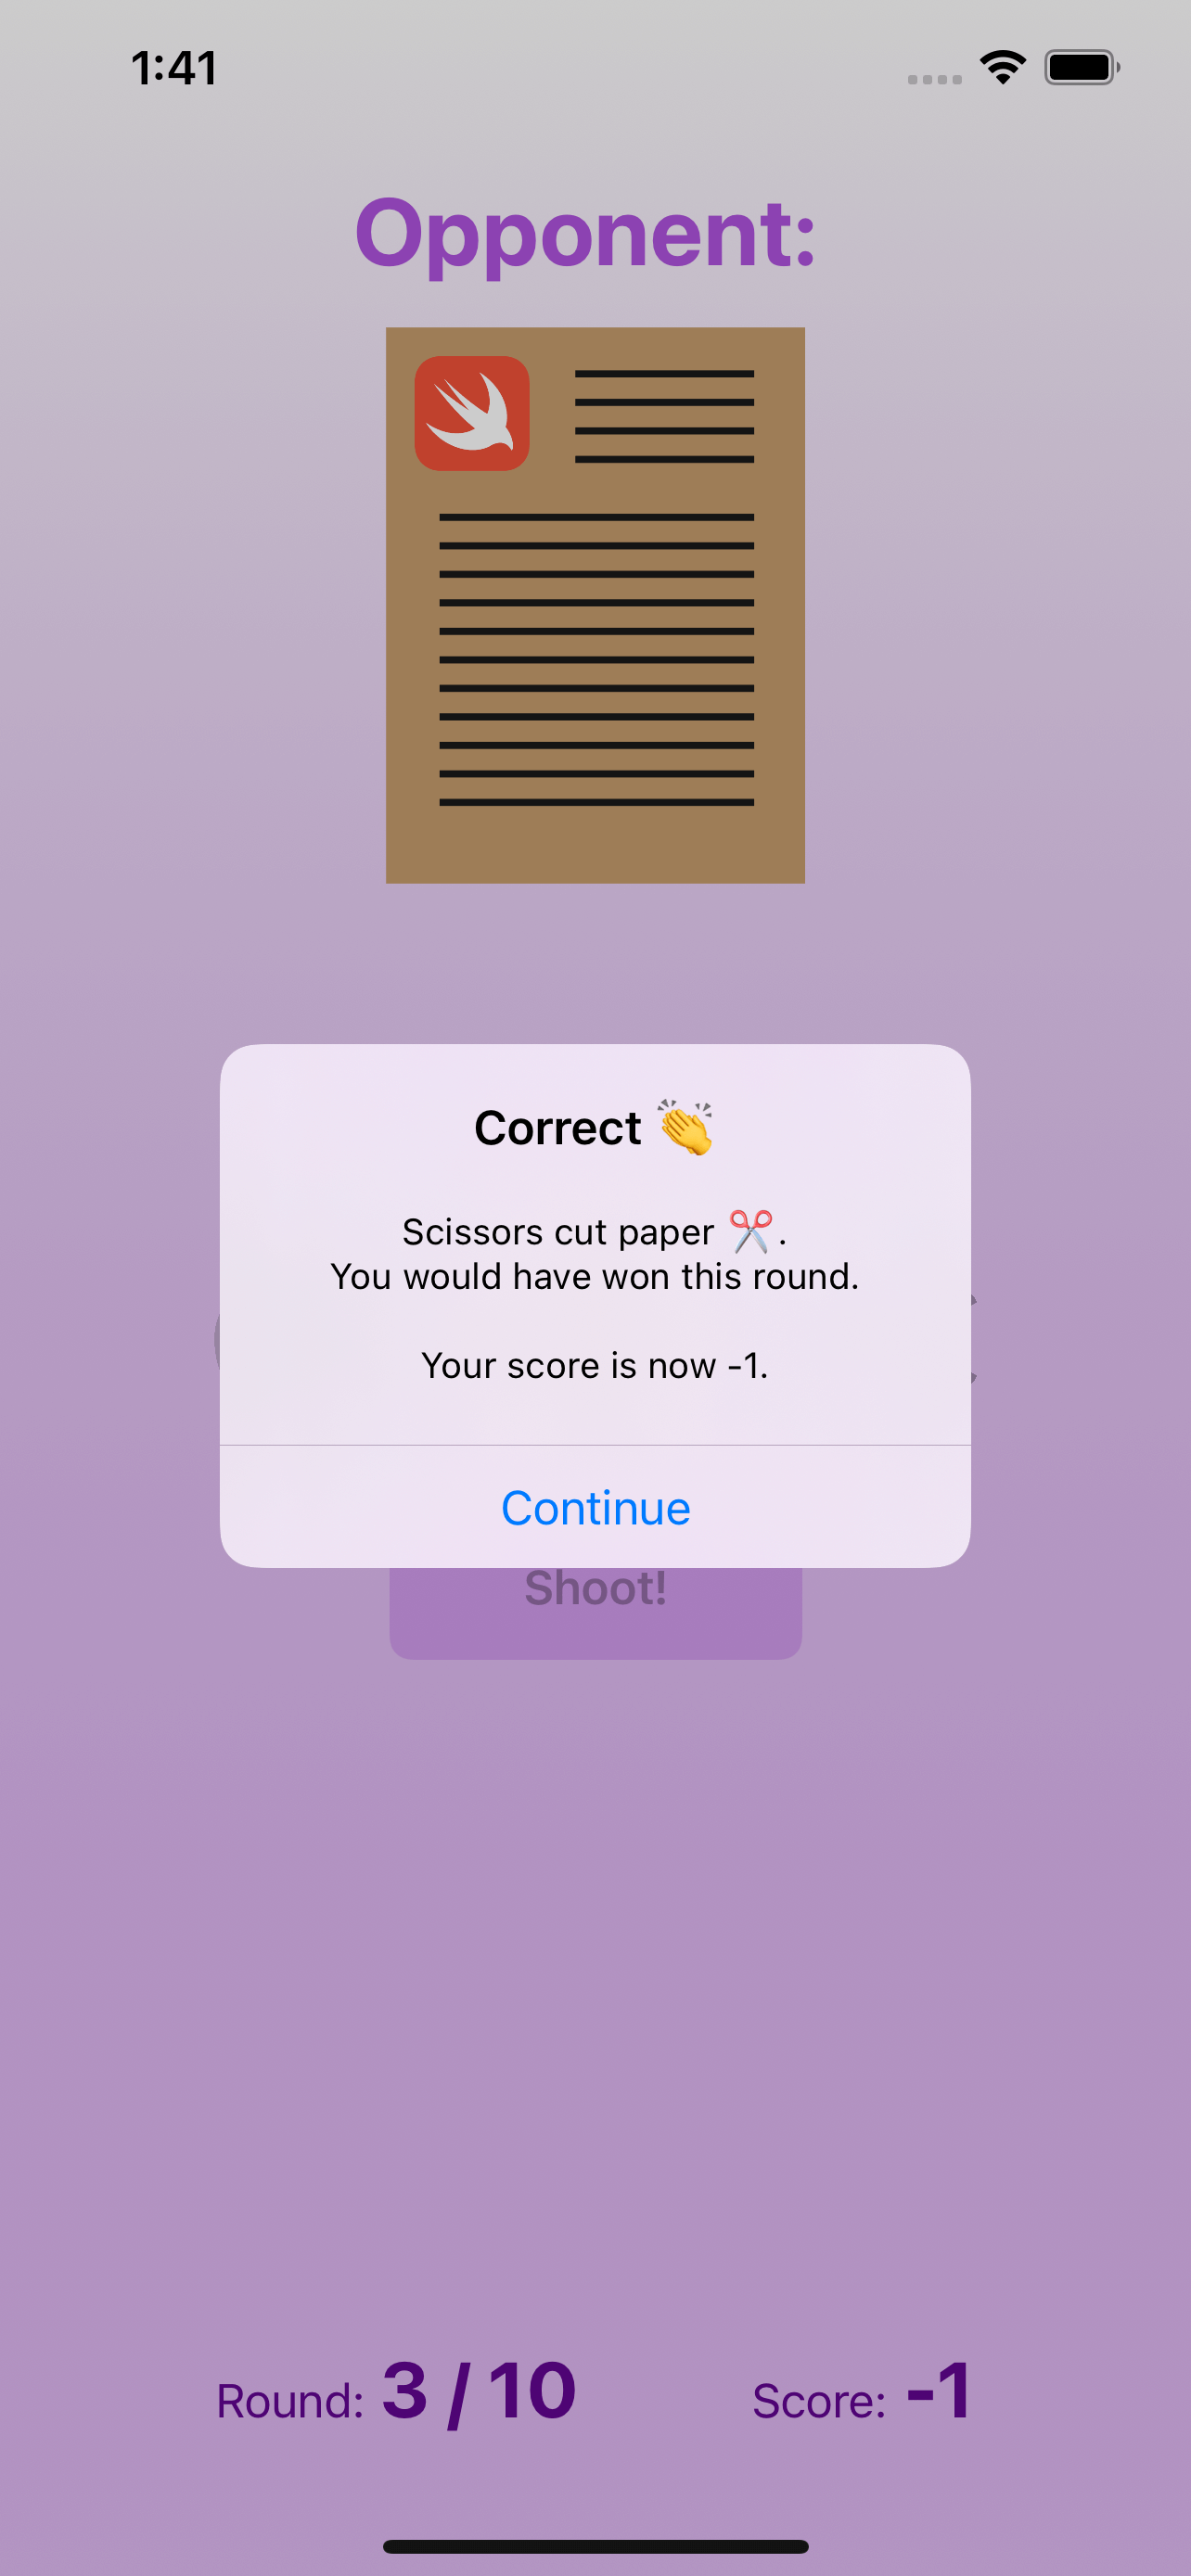 1:41
Opponent:
Correct 👏
Scissors cut paper ✂️.
You would have won this round.
Your score is now -1.
Continue
Shoot!
Round: 3 / 10 Score: -1